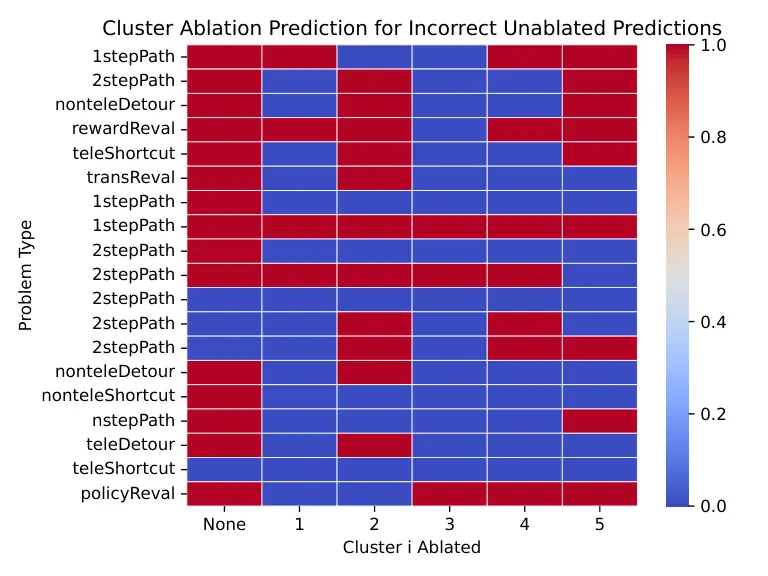 Cluster Ablation Prediction for Incorrect Unablated Predictions
Problem Type
1stepPath
2stepPath
nonteleDetour
rewardReval
teleShortcut
transReval
1stepPath
1stepPath
2stepPath
2stepPath
2stepPath
2stepPath
2stepPath
nonteleDetour
nonteleShortcut
nstepPath
teleDetour
teleShortcut
policyReval
None 1 2 3 4 5
Cluster i Ablated
1.0
0.8
0.6
0.4
0.2
0.0